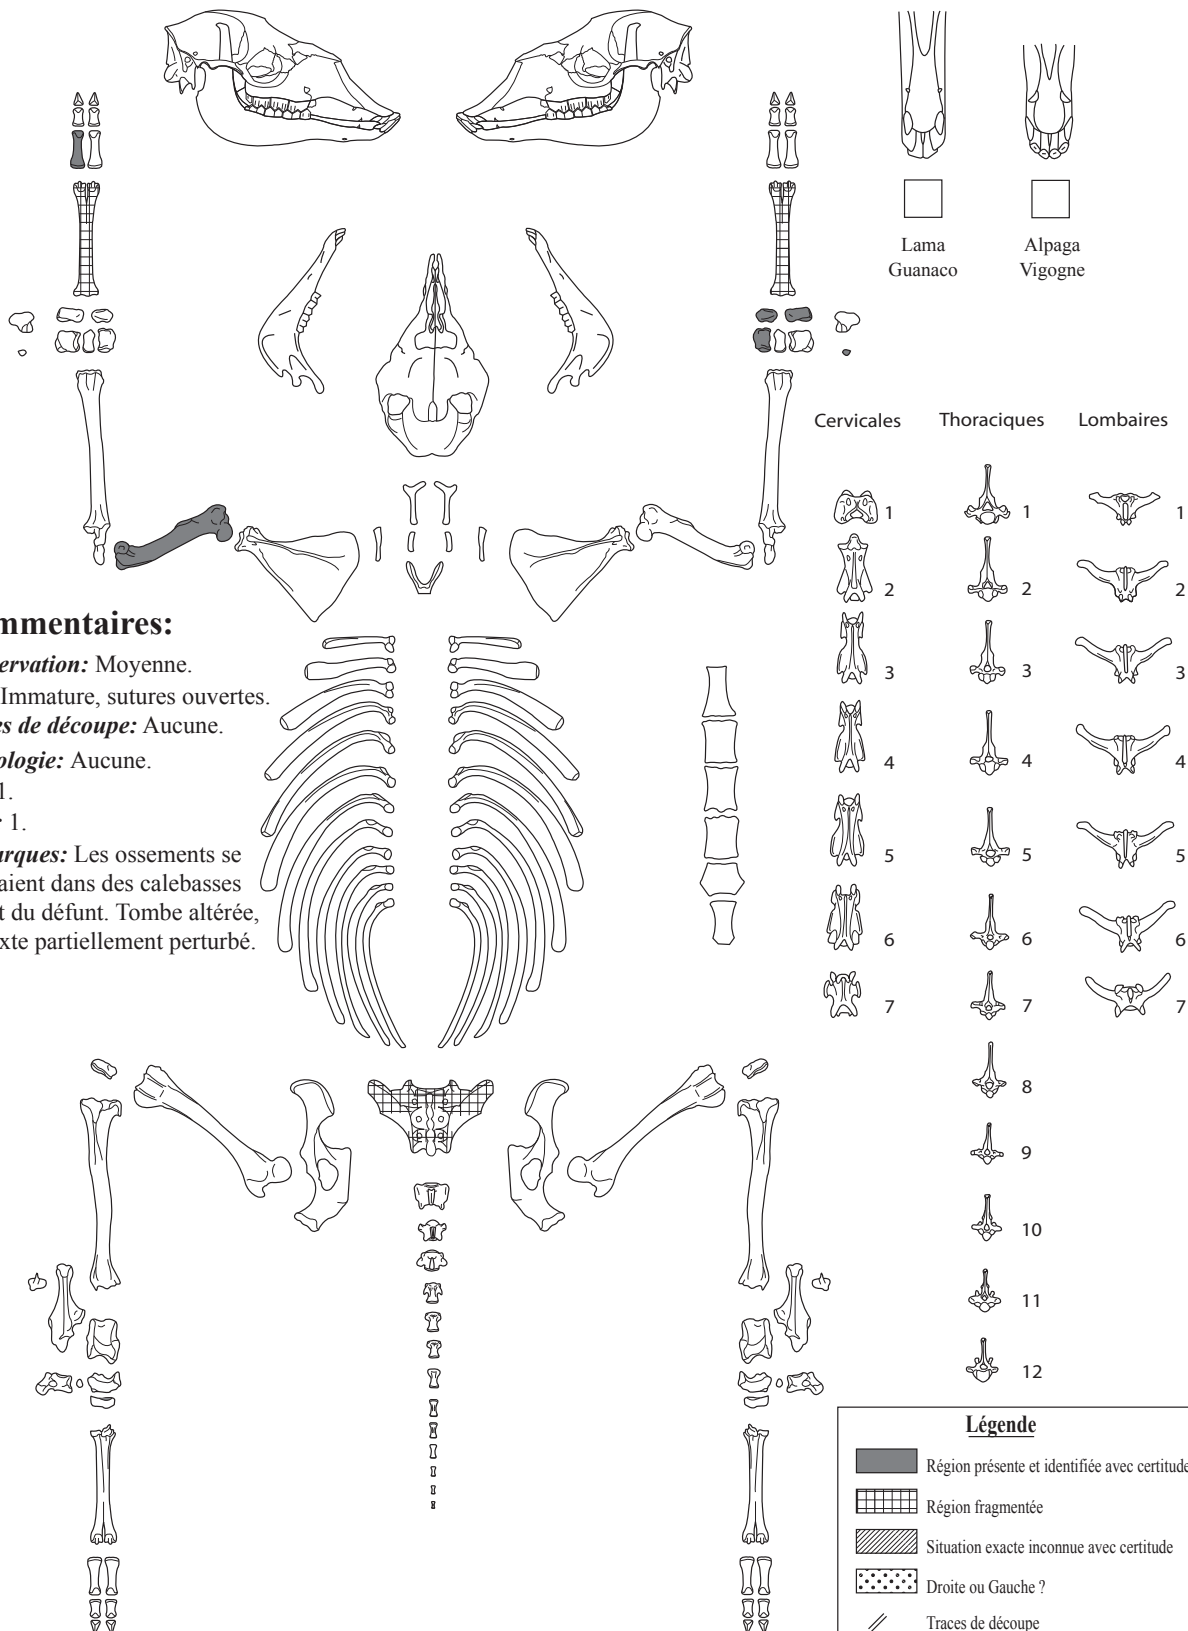 Lama
Guanaco
Alpaga
Vigogne
Cervicales
Thoraciques
Lombaires
1
2
3
4
5
6
7
1
2
3
4
5
6
7
8
9
10
11
12
1
2
3
4
5
6
7
mmentaires:
servation: Moyenne.
Immature, sutures ouvertes.
es de découpe: Aucune.
ologie: Aucune.
1.
: 1.
arques: Les ossements se
aient dans des calebasses
t du défunt. Tombe altérée,
xte partiellement perturbé.
Légende
Région présente et identifiée avec certitude
Région fragmentée
Situation exacte inconnue avec certitude
Droite ou Gauche ?
Traces de découpe